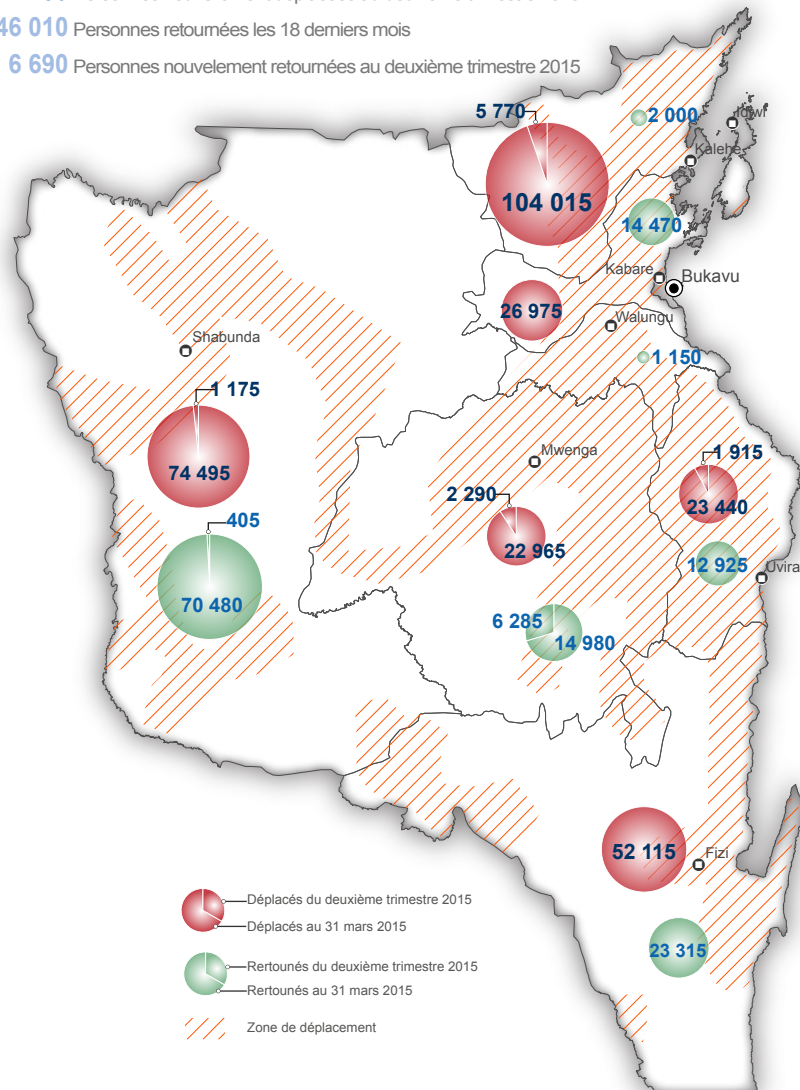 46 010 Personnes retournées les 18 derniers mois
6 690 Personnes nouvelement retournées au deuxième trimestre 2015
5 770
2 000
Idjwi
Kalehe
104 015
14 470
Kabare
Bukavu
26 975
Walungu
Shabunda
1 150
1 175
Mwenga
1 915
74 495
2 290
23 440
405
22 965
12 925
Uvira
70 480
6 285
14 980
52 115
Fizi
Déplacés du deuxième trimestre 2015
Déplacés au 31 mars 2015
23 315
Rertounés du deuxième trimestre 2015
Rertounés au 31 mars 2015
Zone de déplacement